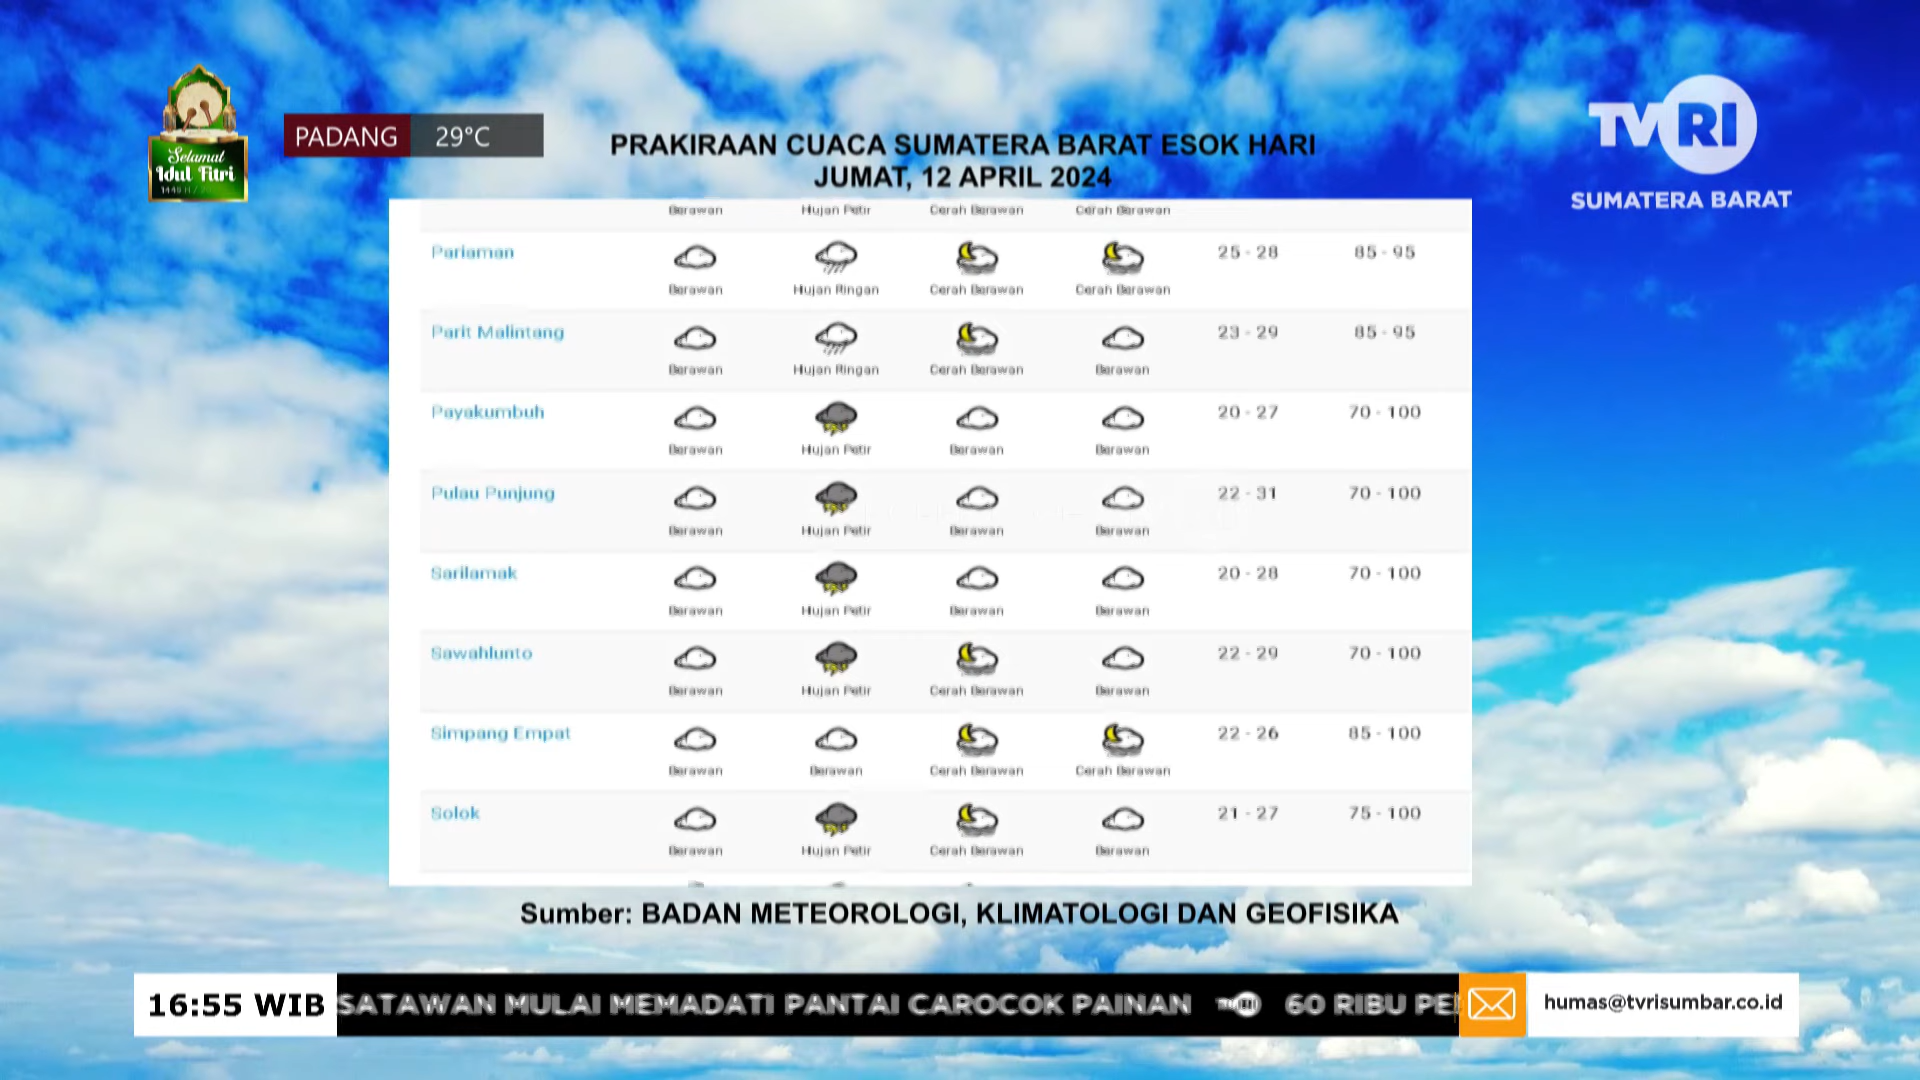 Selamat
Idul Fitri
PADANG 29°C
PRAKIRAAN CUACA SUMATERA BARAT ESOK HARI
JUMAT, 12 APRIL 2024
TVRI
SUMATERA BARAT
Berawan Hujan Petir Cerah Berawan Cerah Berawan
Pariaman 25 - 28 85 - 95
Berawan Hujan Ringan Cerah Berawan Cerah Berawan
Parit Malintang 23 - 29 85 - 95
Berawan Hujan Ringan Cerah Berawan Berawan
Payakumbuh 20 - 27 70 - 100
Berawan Hujan Petir Berawan Berawan
Pulau Punjung 22 - 31 70 - 100
Berawan Hujan Petir Berawan Berawan
Sarilamak 20 - 28 70 - 100
Berawan Hujan Petir Berawan Berawan
Sawahlunto 22 - 29 70 - 100
Berawan Hujan Petir Cerah Berawan Berawan
Simpang Empat 22 - 26 85 - 100
Berawan Berawan Cerah Berawan Cerah Berawan
Solok 21 - 27 75 - 100
Berawan Hujan Petir Cerah Berawan Berawan
Sumber: BADAN METEOROLOGI, KLIMATOLOGI DAN GEOFISIKA
16:55 WIB SATAWAN MULAI MEMADATI PANTAI CAROCOK PAINAN 60 RIBU PE humas@tvrisumbar.co.id